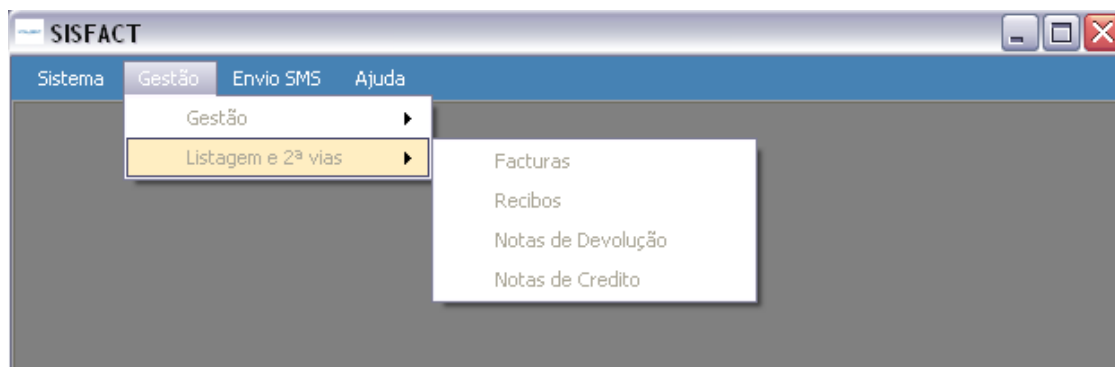 SISFACT
Sistema Gestão Envio SMS Ajuda
Gestão
Listagem e 2ª vias
Facturas
Recibos
Notas de Devolução
Notas de Credito